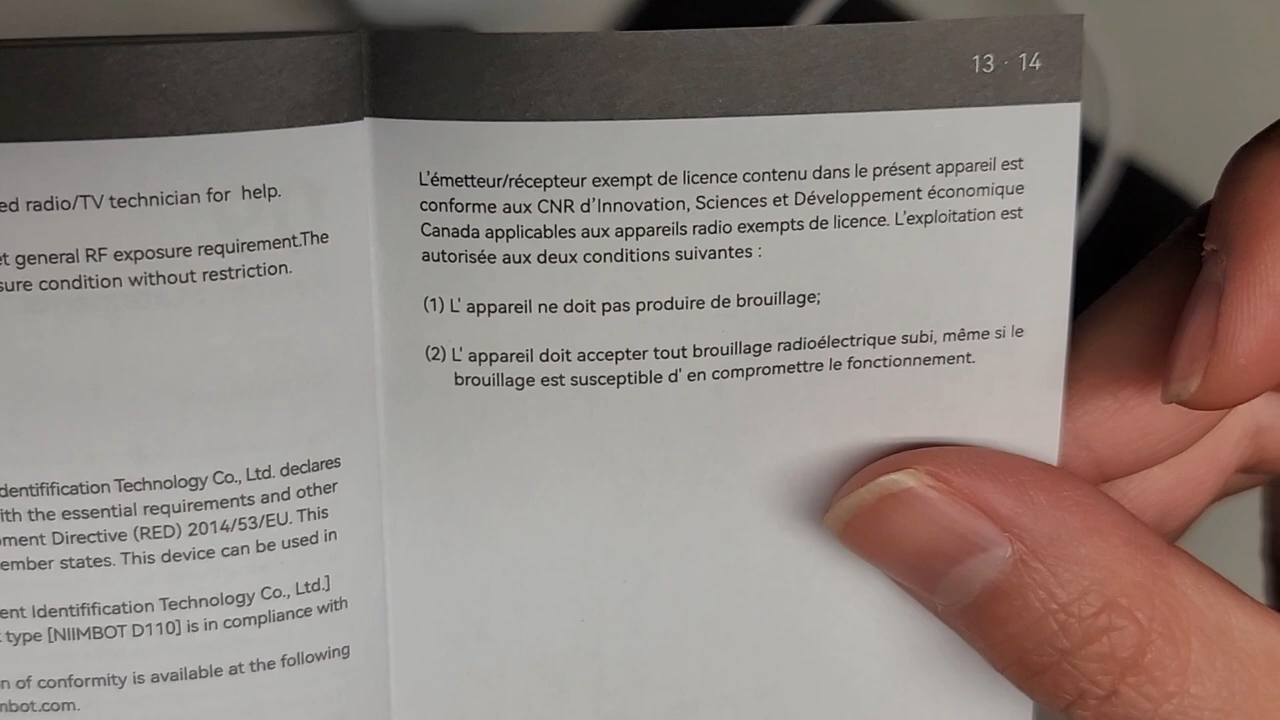 13 · 14
ed radio/TV technician for help.
general RF exposure requirement.The
sure condition without restriction.
dentifification Technology Co., Ltd. declares
ith the essential requirements and other
ment Directive (RED) 2014/53/EU. This
ember states. This device can be used in
ent Identifification Technology Co., Ltd.]
type [NIIMBOT D110] is in compliance with
n of conformity is available at the following
mbot.com.
L'émetteur/récepteur exempt de licence contenu dans le présent appareil est
conforme aux CNR d'Innovation, Sciences et Développement économique
Canada applicables aux appareils radio exempts de licence. L'exploitation est
autorisée aux deux conditions suivantes :
(1) L' appareil ne doit pas produire de brouillage;
(2) L' appareil doit accepter tout brouillage radioélectrique subi, même si le
brouillage est susceptible d' en compromettre le fonctionnement.